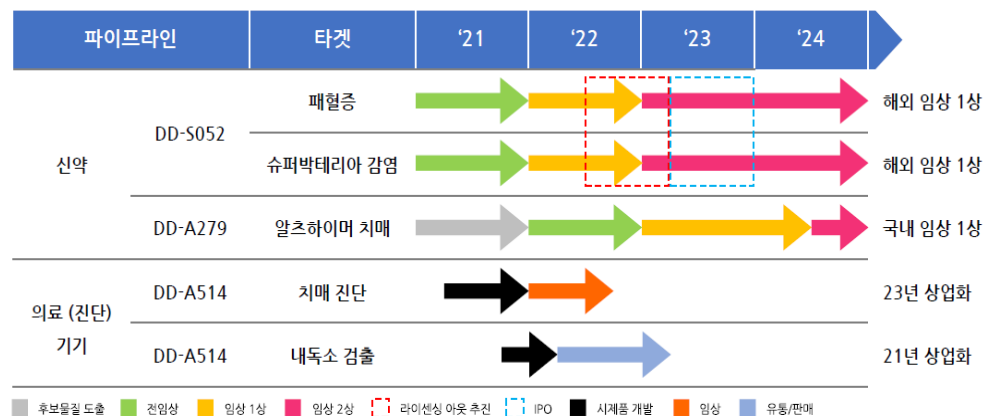 파이프라인 타겟 ‘21 ‘22 ‘23 ‘24
패혈증 해외 임상 1상
DD-S052
신약 슈퍼박테리아 감염 해외 임상 1상
DD-A279 알츠하이머 치매 국내 임상 1상
DD-A514 치매 진단 23년 상업화
의료 (진단)
기기
DD-A514 내독소 검출 21년 상업화
후보물질 도출 전임상 임상 1상 임상 2상 라이센싱 아웃 추진 IPO 시제품 개발 임상 유통/판매